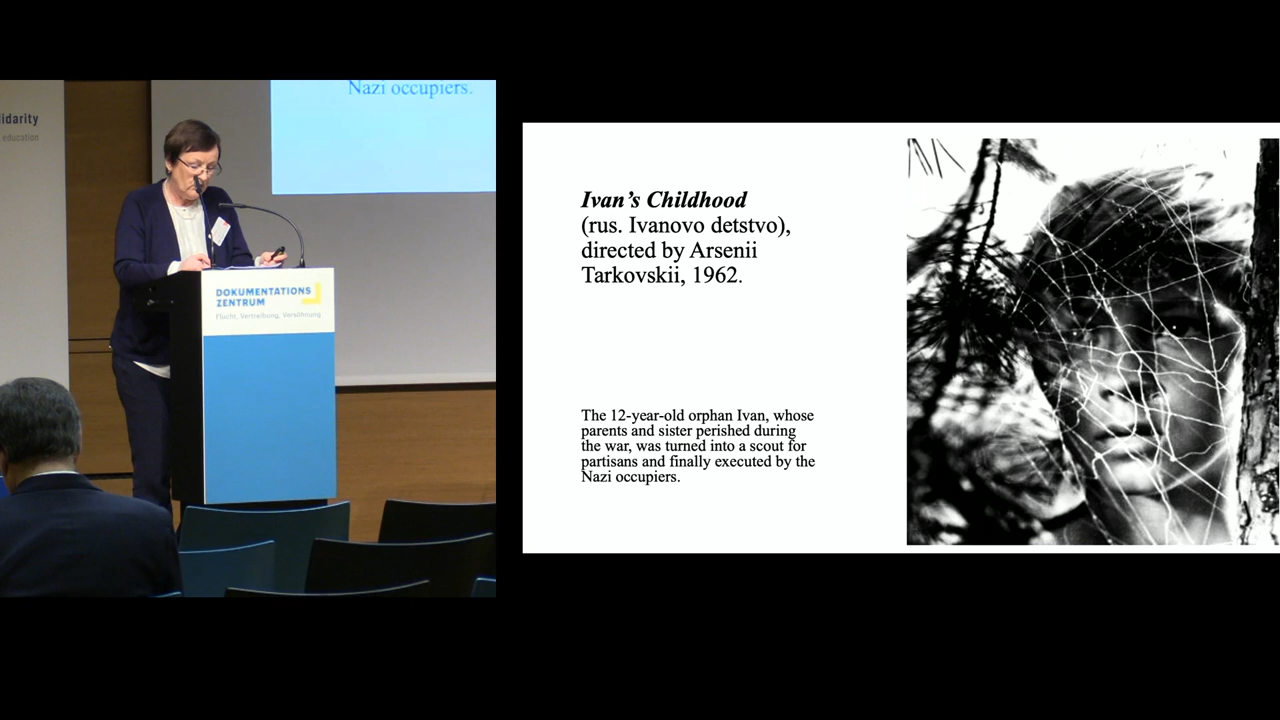 lidarity
education
Nazi occupiers.
DOKUMENTATIONS
ZENTRUM
Flucht, Vertreibung, Versöhnung
Ivan’s Childhood
(rus. Ivanovo detstvo),
directed by Arsenii
Tarkovskii, 1962.
The 12-year-old orphan Ivan, whose
parents and sister perished during
the war, was turned into a scout for
partisans and finally executed by the
Nazi occupiers.